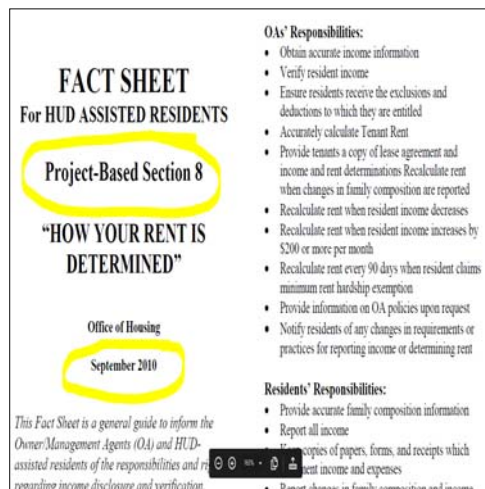 FACT SHEET
For HUD ASSISTED RESIDENTS
Project-Based Section 8
“HOW YOUR RENT IS
DETERMINED”
Office of Housing
September 2010
This Fact Sheet is a general guide to inform the
Owner/Management Agents (OA) and HUD-
assisted residents of the responsibilities and
regarding income disclosure and verification.
OAs’ Responsibilities:
• Obtain accurate income information
• Verify resident income
• Ensure residents receive the exclusions and
deductions to which they are entitled
• Accurately calculate Tenant Rent
• Provide tenants a copy of lease agreement and
income and rent determinations Recalculate rent
when changes in family composition are reported
• Recalculate rent when resident income decreases
• Recalculate rent when resident income increases by
$200 or more per month
• Recalculate rent every 90 days when resident claims
minimum rent hardship exemption
• Provide information on OA policies upon request
• Notify residents of any changes in requirements or
practices for reporting income or determining rent
Residents’ Responsibilities:
• Provide accurate family composition information
• Report all income
• Keep copies of papers, forms, and receipts which
income and expenses
• Report changes in family composition and income